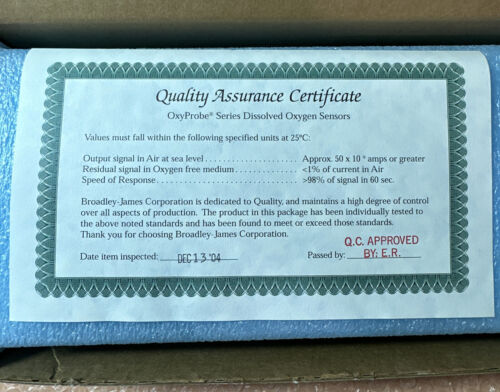 Quality Assurance Certificate
OxyProbe® Series Dissolved Oxygen Sensors
Values must fall within the following specified units at 25°C:
Output signal in Air at sea level..................... Approx. 50 x 10⁻⁹ amps or greater
Residual signal in Oxygen free medium.............. <1% of current in Air
Speed of Response................................ >98% of signal in 60 sec.
Broadley-James Corporation is dedicated to Quality, and maintains a high degree of control
over all aspects of production. The product in this package has been individually tested to
the above noted standards and has been found to meet or exceed those standards.
Thank you for choosing Broadley-James Corporation.
Q.C. APPROVED
Date item inspected: DEC 13 '04 Passed by: BY: E.R.